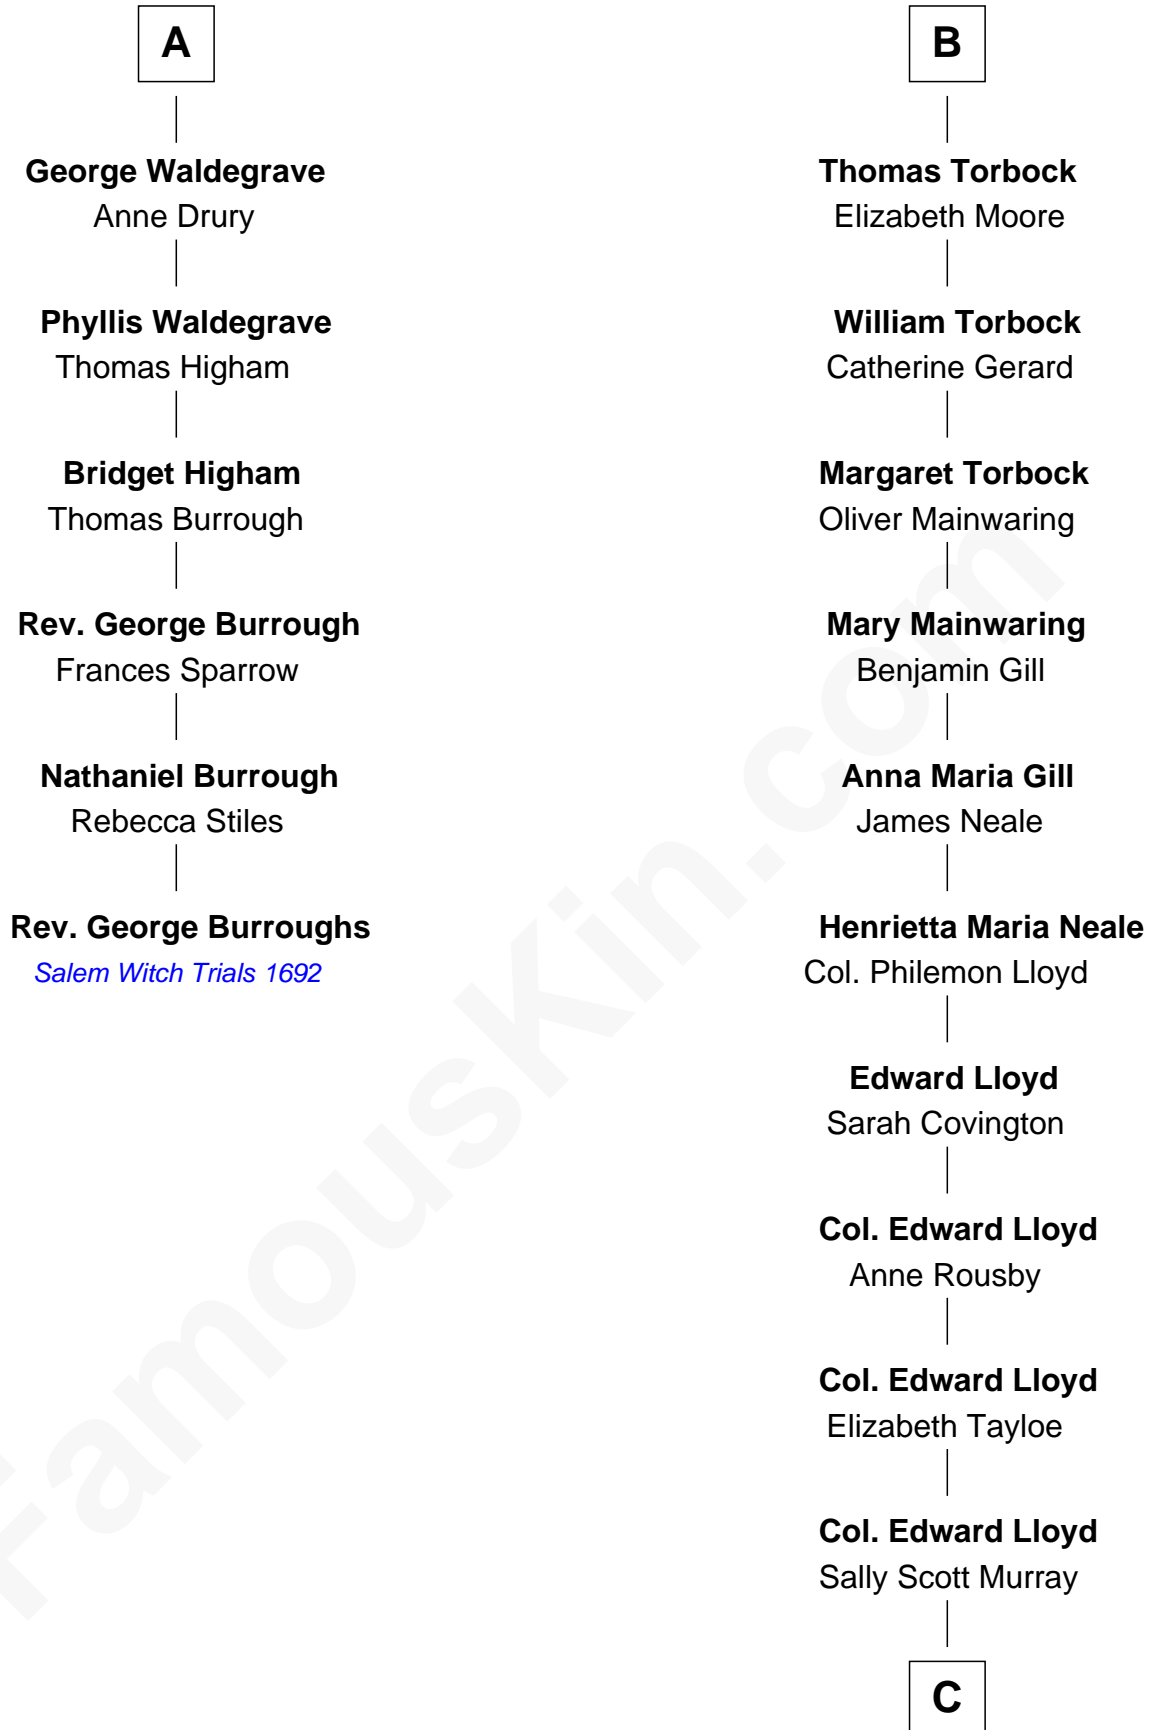 A
George Waldegrave
Anne Drury
Phyllis Waldegrave
Thomas Higham
Bridget Higham
Thomas Burrough
Rev. George Burrough
Frances Sparrow
Nathaniel Burrough
Rebecca Stiles
Rev. George Burroughs
Salem Witch Trials 1692
B
Thomas Torbock
Elizabeth Moore
William Torbock
Catherine Gerard
Margaret Torbock
Oliver Mainwaring
Mary Mainwaring
Benjamin Gill
Anna Maria Gill
James Neale
Henrietta Maria Neale
Col. Philemon Lloyd
Edward Lloyd
Sarah Covington
Col. Edward Lloyd
Anne Rousby
Col. Edward Lloyd
Elizabeth Tayloe
Col. Edward Lloyd
Sally Scott Murray
C
FamousKin.com